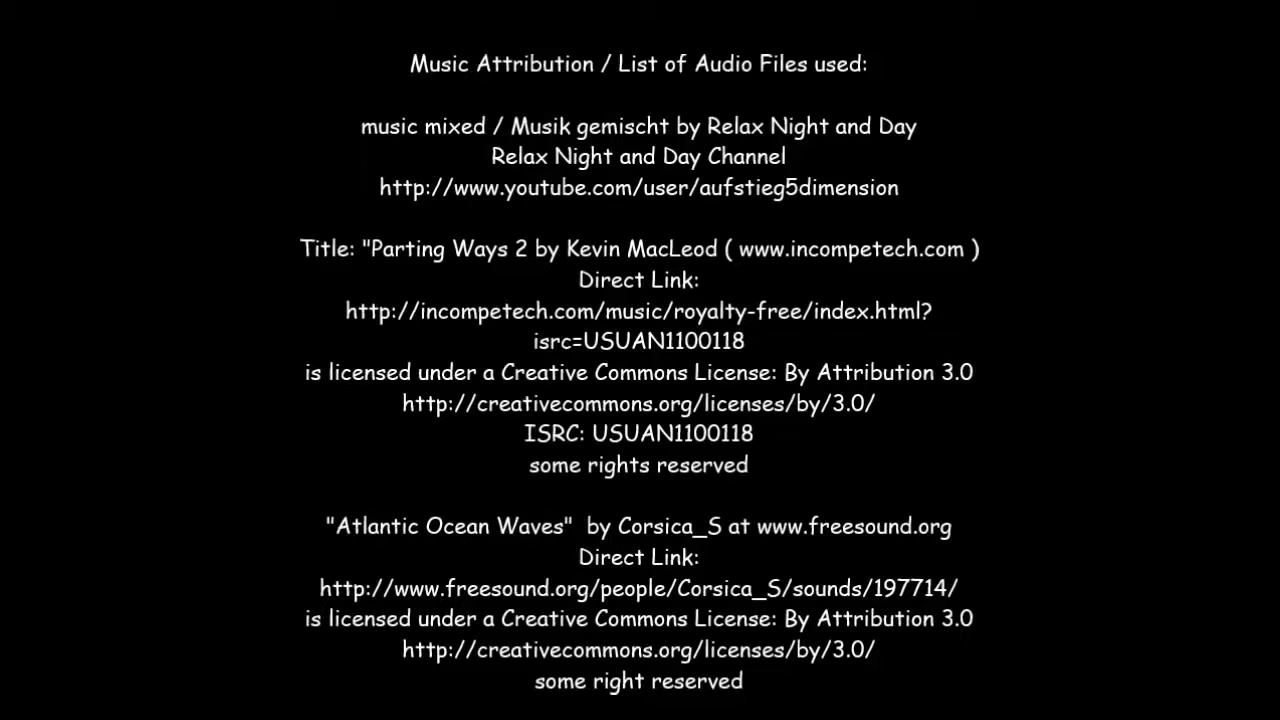 Music Attribution / List of Audio Files used:
music mixed / Musik gemischt by Relax Night and Day
Relax Night and Day Channel
http://www.youtube.com/user/aufstieg5dimension
Title: "Parting Ways 2 by Kevin MacLeod ( www.incompetech.com )
Direct Link:
http://incompetech.com/music/royalty-free/index.html?
isrc=USUAN1100118
is licensed under a Creative Commons License: By Attribution 3.0
http://creativecommons.org/licenses/by/3.0/
ISRC: USUAN1100118
some rights reserved
"Atlantic Ocean Waves"  by Corsica_S at www.freesound.org
Direct Link:
http://www.freesound.org/people/Corsica_S/sounds/197714/
is licensed under a Creative Commons License: By Attribution 3.0
http://creativecommons.org/licenses/by/3.0/
some right reserved